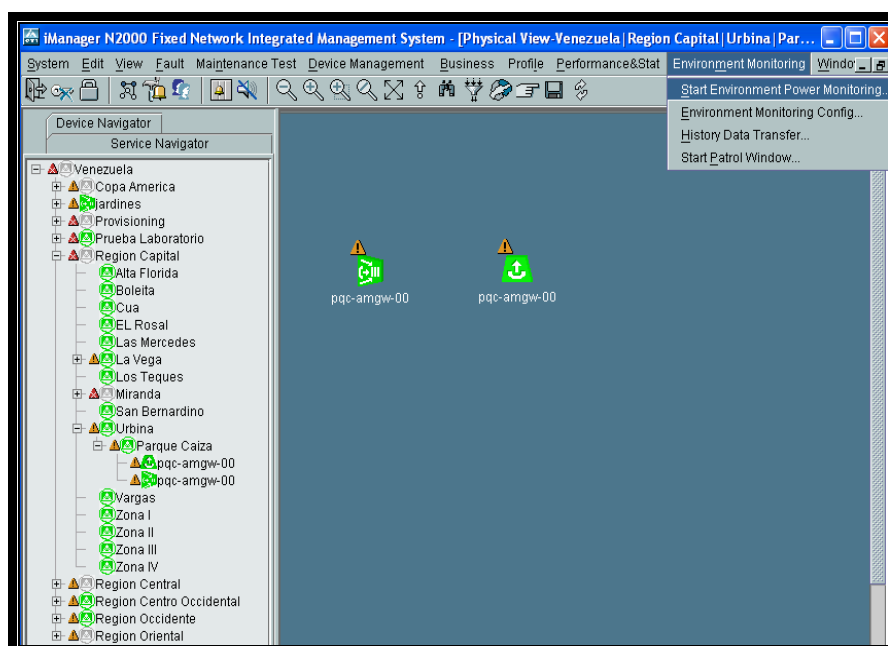 iManager N2000 Fixed Network Integrated Management System - [Physical View-Venezuela|Region Capital|Urbina|Par...
System Edit View Fault Maintenance Test Device Management Business Profile Performance&Stat Environment Monitoring Windo
Start Environment Power Monitoring...
Environment Monitoring Config...
History Data Transfer...
Start Patrol Window...
Device Navigator
Service Navigator
Venezuela
Copa America
jardines
Provisioning
Prueba Laboratorio
Region Capital
Alta Florida
Boleita
Cua
EL Rosal
Las Mercedes
La Vega
Los Teques
Miranda
San Bernardino
Urbina
Parque Caiza
pqc-amgw-00
pqc-amgw-00
Vargas
Zona I
Zona II
Zona III
Zona IV
Region Central
Region Centro Occidental
Region Occidente
Region Oriental
pqc-amgw-00
pqc-amgw-00